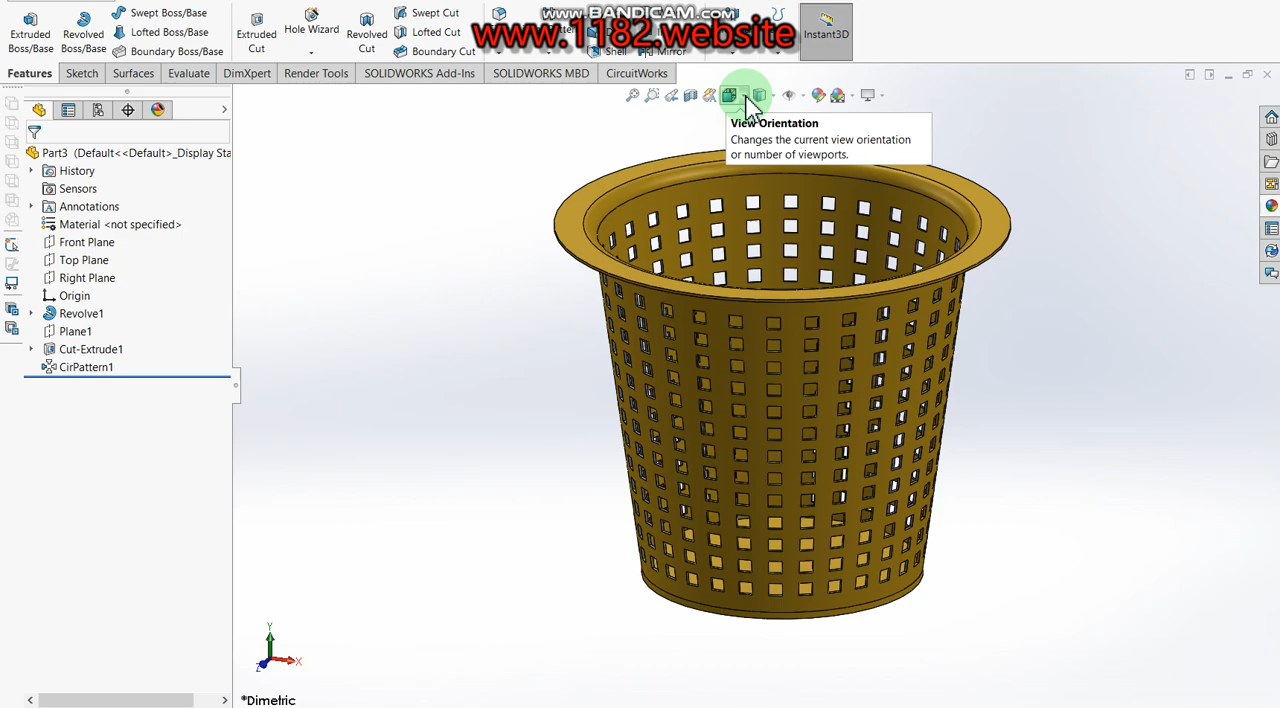 www.BANDICAM.com
www.1182.website
Extruded Boss/Base
Revolved Boss/Base
Swept Boss/Base
Lofted Boss/Base
Boundary Boss/Base
Extruded Cut
Hole Wizard
Revolved Cut
Swept Cut
Lofted Cut
Boundary Cut
Shell
Mirror
Instant3D
Features
Sketch
Surfaces
Evaluate
DimXpert
Render Tools
SOLIDWORKS Add-Ins
SOLIDWORKS MBD
CircuitWorks
View Orientation
Changes the current view orientation
or number of viewports.
Part3 (Default<<Default>_Display Sta
History
Sensors
Annotations
Material <not specified>
Front Plane
Top Plane
Right Plane
Origin
Revolve1
Plane1
Cut-Extrude1
CirPattern1
Y
X
Z
*Dimetric